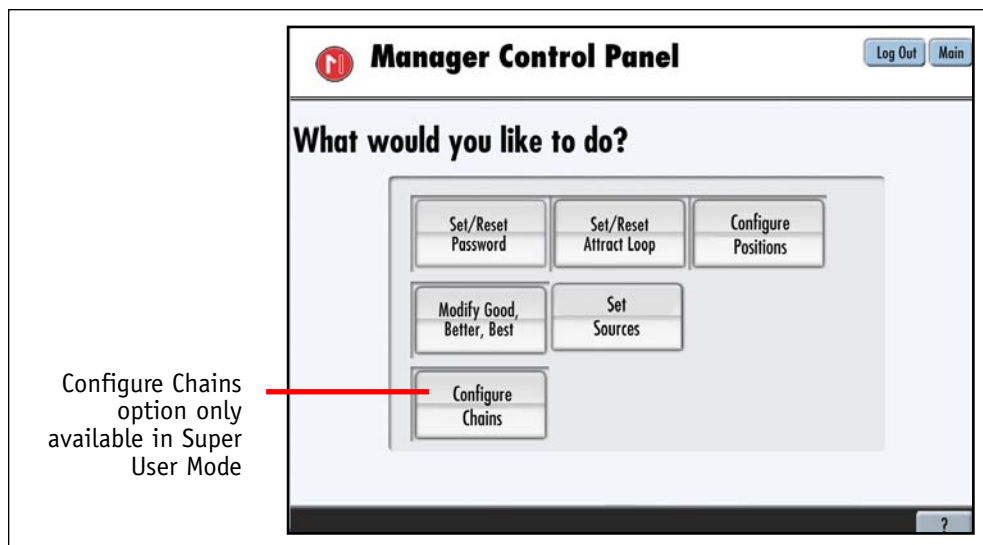 Manager Control Panel
Log Out
Main
What would you like to do?
Set/Reset
Password
Set/Reset
Attract Loop
Configure
Positions
Modify Good,
Better, Best
Set
Sources
Configure
Chains
Configure Chains
option only
available in Super
User Mode
?